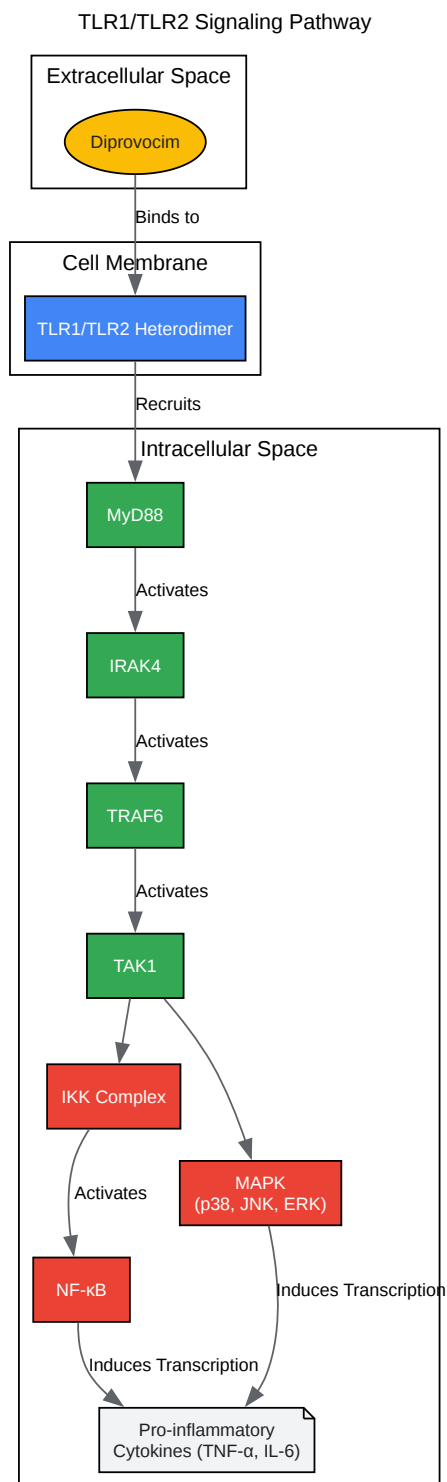 TLR1/TLR2 Signaling Pathway
Extracellular Space
Diprovocim
Binds to
Cell Membrane
TLR1/TLR2 Heterodimer
Recruits
Intracellular Space
MyD88
Activates
IRAK4
Activates
TRAF6
Activates
TAK1
IKK Complex
MAPK
(p38, JNK, ERK)
Activates
NF-κB
Induces Transcription
Induces Transcription
Pro-inflammatory
Cytokines (TNF-α, IL-6)